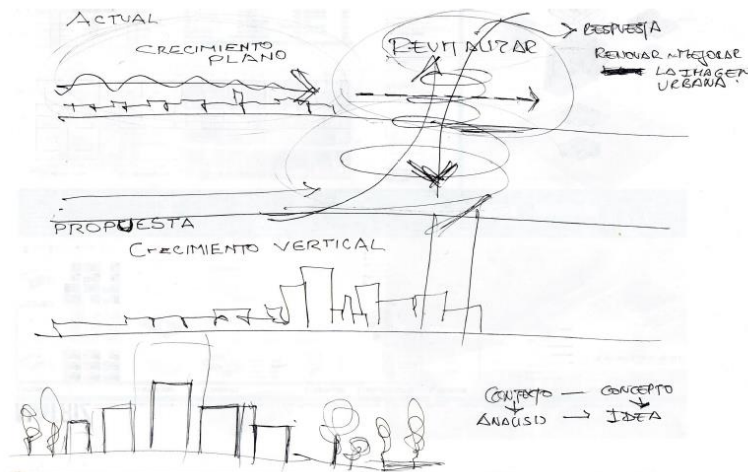 ACTUAL
CRECIMIENTO
PLANO
REVITALIZAR
RESPUESTA
RENOVAR MEJORAR
LA IMAGEN
URBANA.
PROPUESTA
CRECIMIENTO VERTICAL
CONTEXTO — CONCEPTO
ANALISIS → IDEA